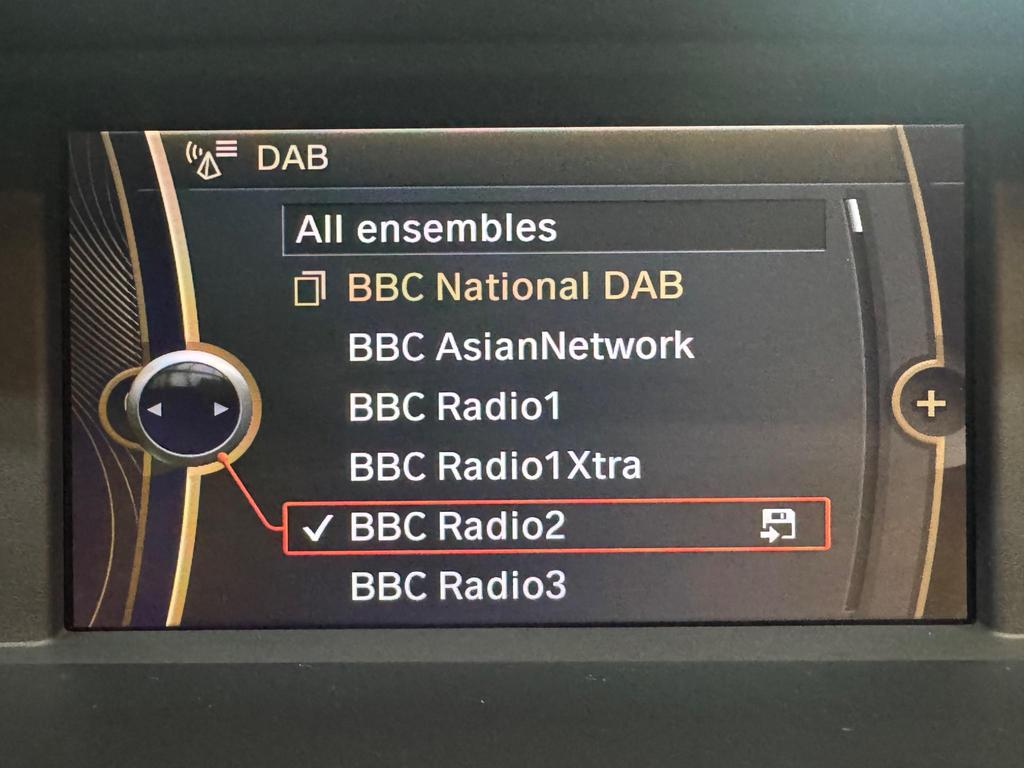 DAB
All ensembles
BBC National DAB
BBC AsianNetwork
BBC Radio1
BBC Radio1Xtra
BBC Radio2
BBC Radio3